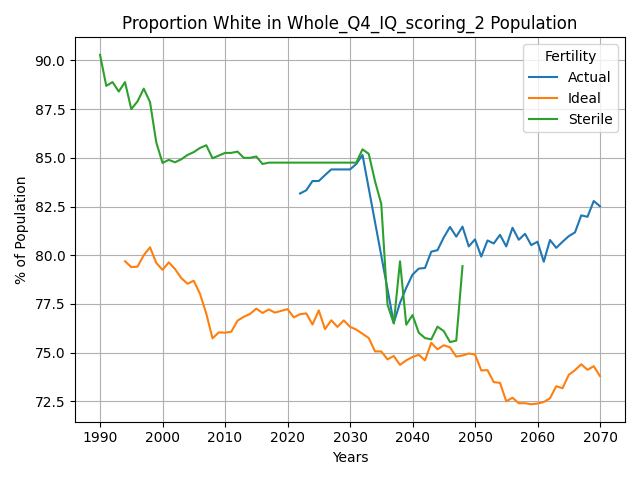 Proportion White in Whole_Q4_IQ_scoring_2 Population
Fertility
Actual
Ideal
Sterile
% of Population
90.0
87.5
85.0
82.5
80.0
77.5
75.0
72.5
1990 2000 2010 2020 2030 2040 2050 2060 2070
Years